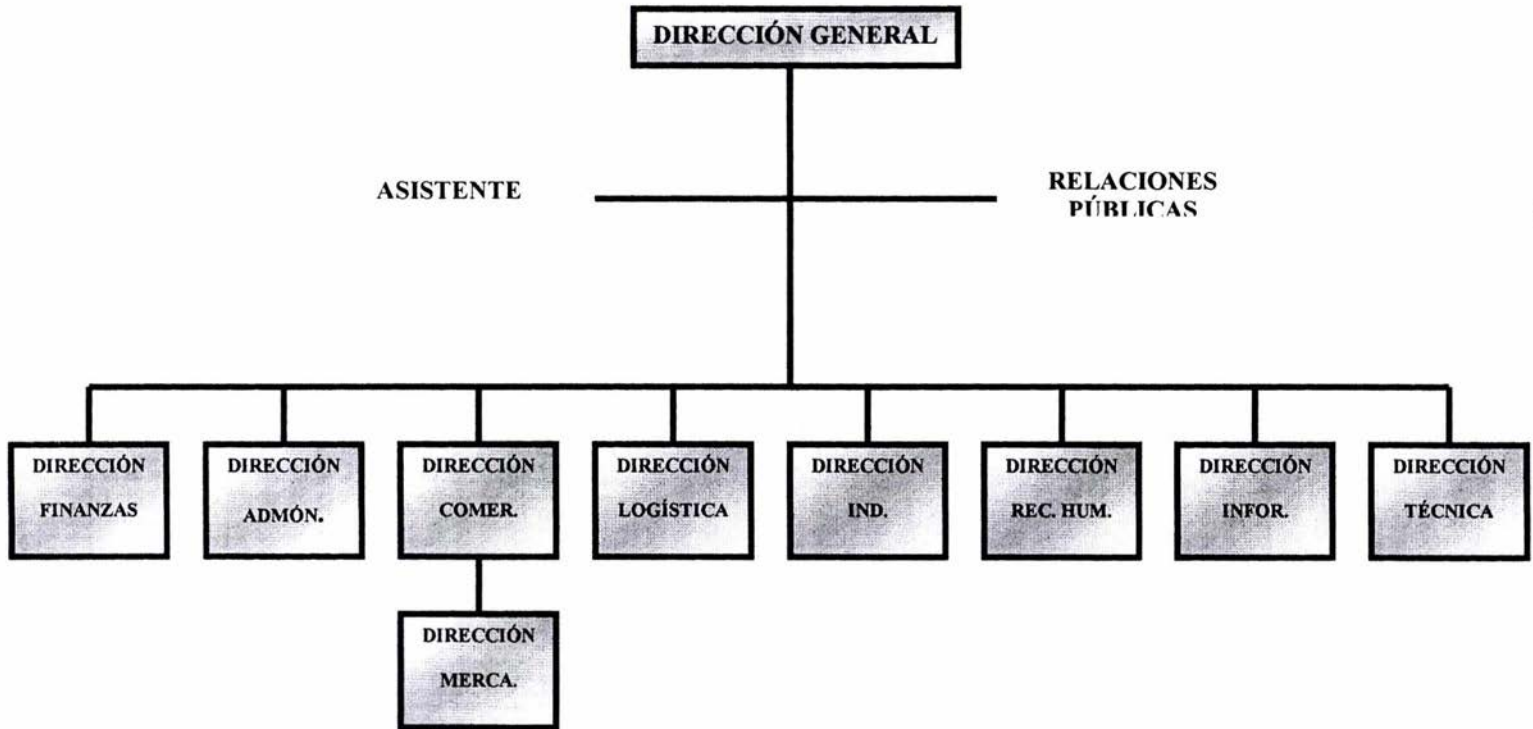 DIRECCIÓN GENERAL
ASISTENTE
RELACIONES
PÚBLICAS
DIRECCIÓN
FINANZAS
DIRECCIÓN
ADMÓN.
DIRECCIÓN
COMER.
DIRECCIÓN
LOGÍSTICA
DIRECCIÓN
IND.
DIRECCIÓN
REC. HUM.
DIRECCIÓN
INFOR.
DIRECCIÓN
TÉCNICA
DIRECCIÓN
MERCA.